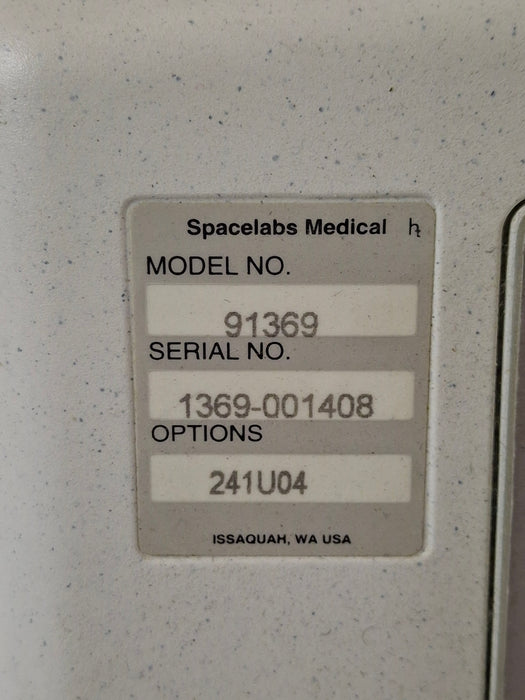 Spacelabs Medical
MODEL NO.
91369
SERIAL NO.
1369-001408
OPTIONS
241U04
ISSAQUAH, WA USA